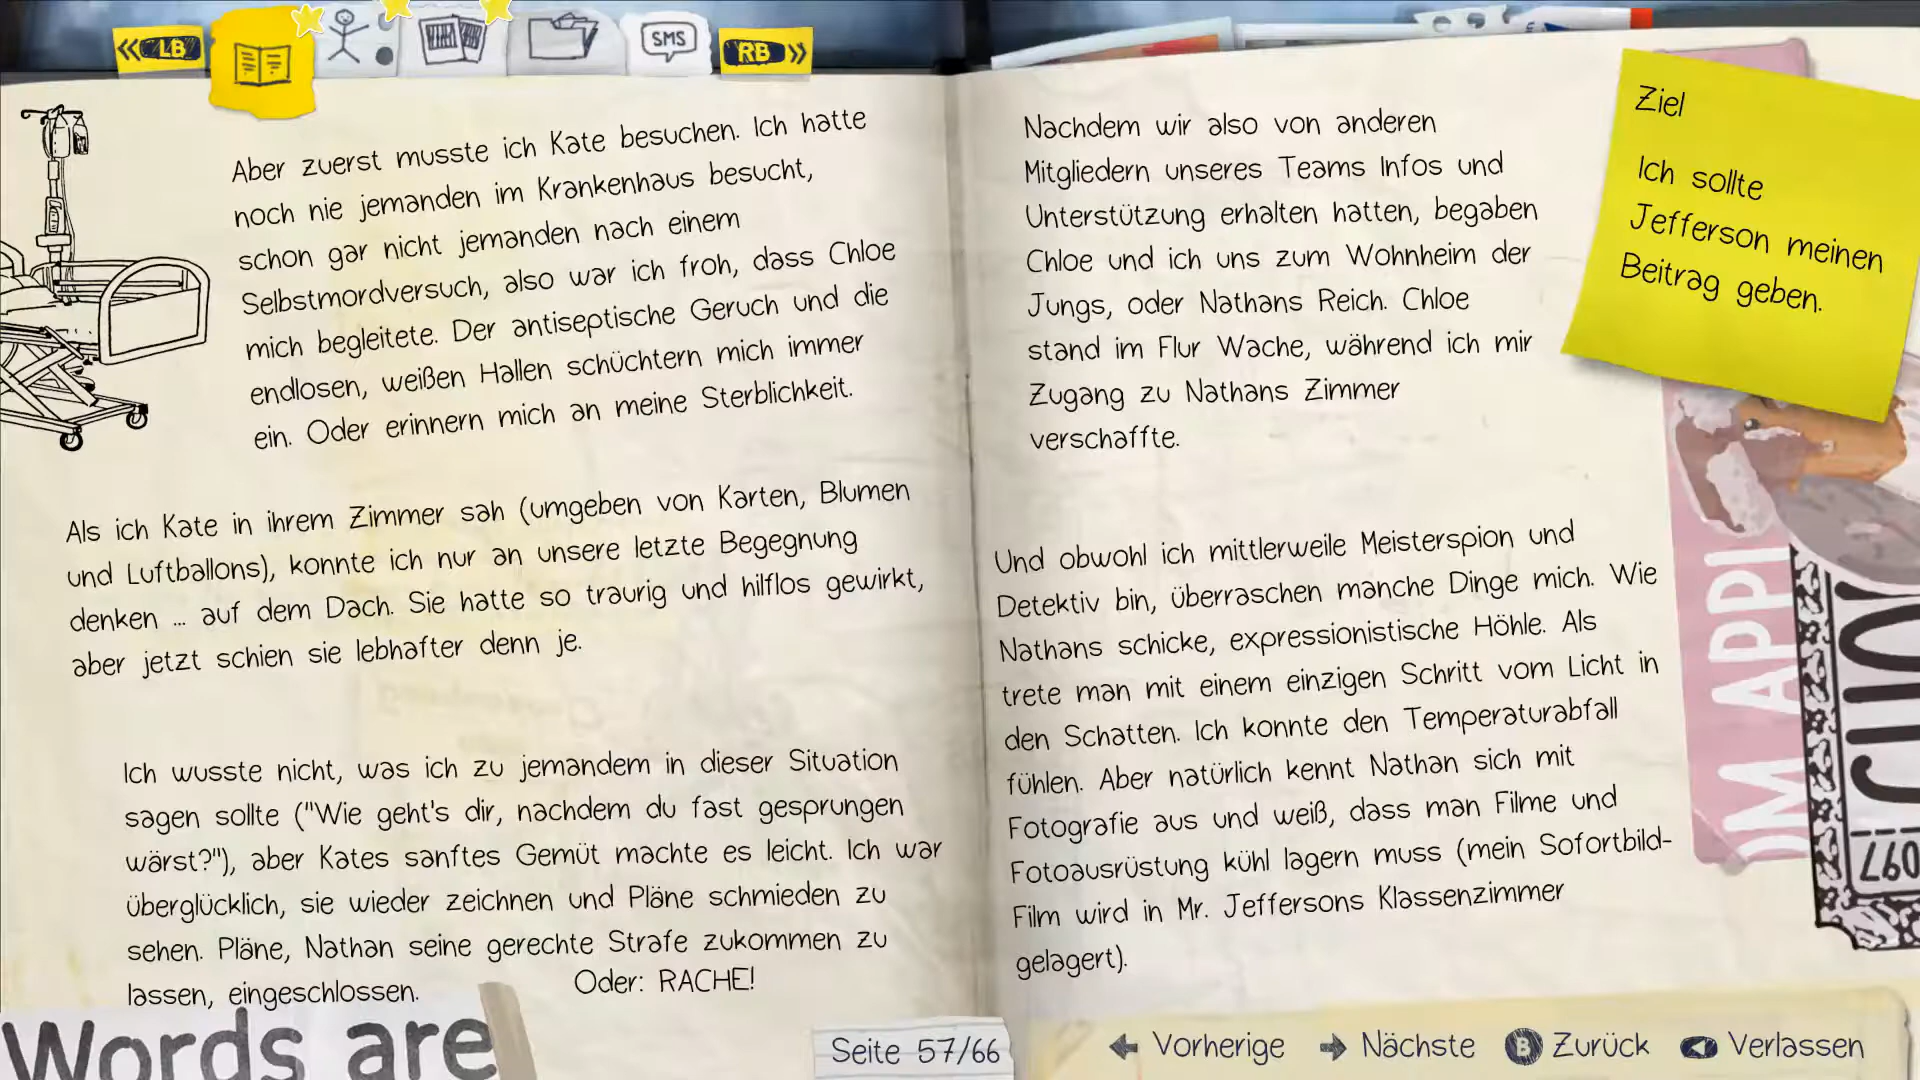 LB
SMS
RB
Aber zuerst musste ich Kate besuchen. Ich hatte
noch nie jemanden im Krankenhaus besucht,
schon gar nicht jemanden nach einem
Selbstmordversuch, also war ich froh, dass Chloe
mich begleitete. Der antiseptische Geruch und die
endlosen, weißen Hallen schüchtern mich immer
ein. Oder erinnern mich an meine Sterblichkeit.
Als ich Kate in ihrem Zimmer sah (umgeben von Karten, Blumen
und Luftballons), konnte ich nur an unsere letzte Begegnung
denken ... auf dem Dach. Sie hatte so traurig und hilflos gewirkt,
aber jetzt schien sie lebhafter denn je.
Ich wusste nicht, was ich zu jemandem in dieser Situation
sagen sollte ("Wie geht's dir, nachdem du fast gesprungen
wärst?"), aber Kates sanftes Gemüt machte es leicht. Ich war
überglücklich, sie wieder zeichnen und Pläne schmieden zu
sehen. Pläne, Nathan seine gerechte Strafe zukommen zu
lassen, eingeschlossen.
Oder: RACHE!
Words are
Nachdem wir also von anderen
Mitgliedern unseres Teams Infos und
Unterstützung erhalten hatten, begaben
Chloe und ich uns zum Wohnheim der
Jungs, oder Nathans Reich. Chloe
stand im Flur Wache, während ich mir
Zugang zu Nathans Zimmer
verschaffte.
Und obwohl ich mittlerweile Meisterspion und
Detektiv bin, überraschen manche Dinge mich. Wie
Nathans schicke, expressionistische Höhle. Als
trete man mit einem einzigen Schritt vom Licht in
den Schatten. Ich konnte den Temperaturabfall
fühlen. Aber natürlich kennt Nathan sich mit
Fotografie aus und weiß, dass man Filme und
Fotoausrüstung kühl lagern muss (mein Sofortbild-
Film wird in Mr. Jeffersons Klassenzimmer
gelagert).
Ziel
Ich sollte
Jefferson meinen
Beitrag geben.
Seite 57/66
Vorherige
Nächste
B Zurück
Verlassen